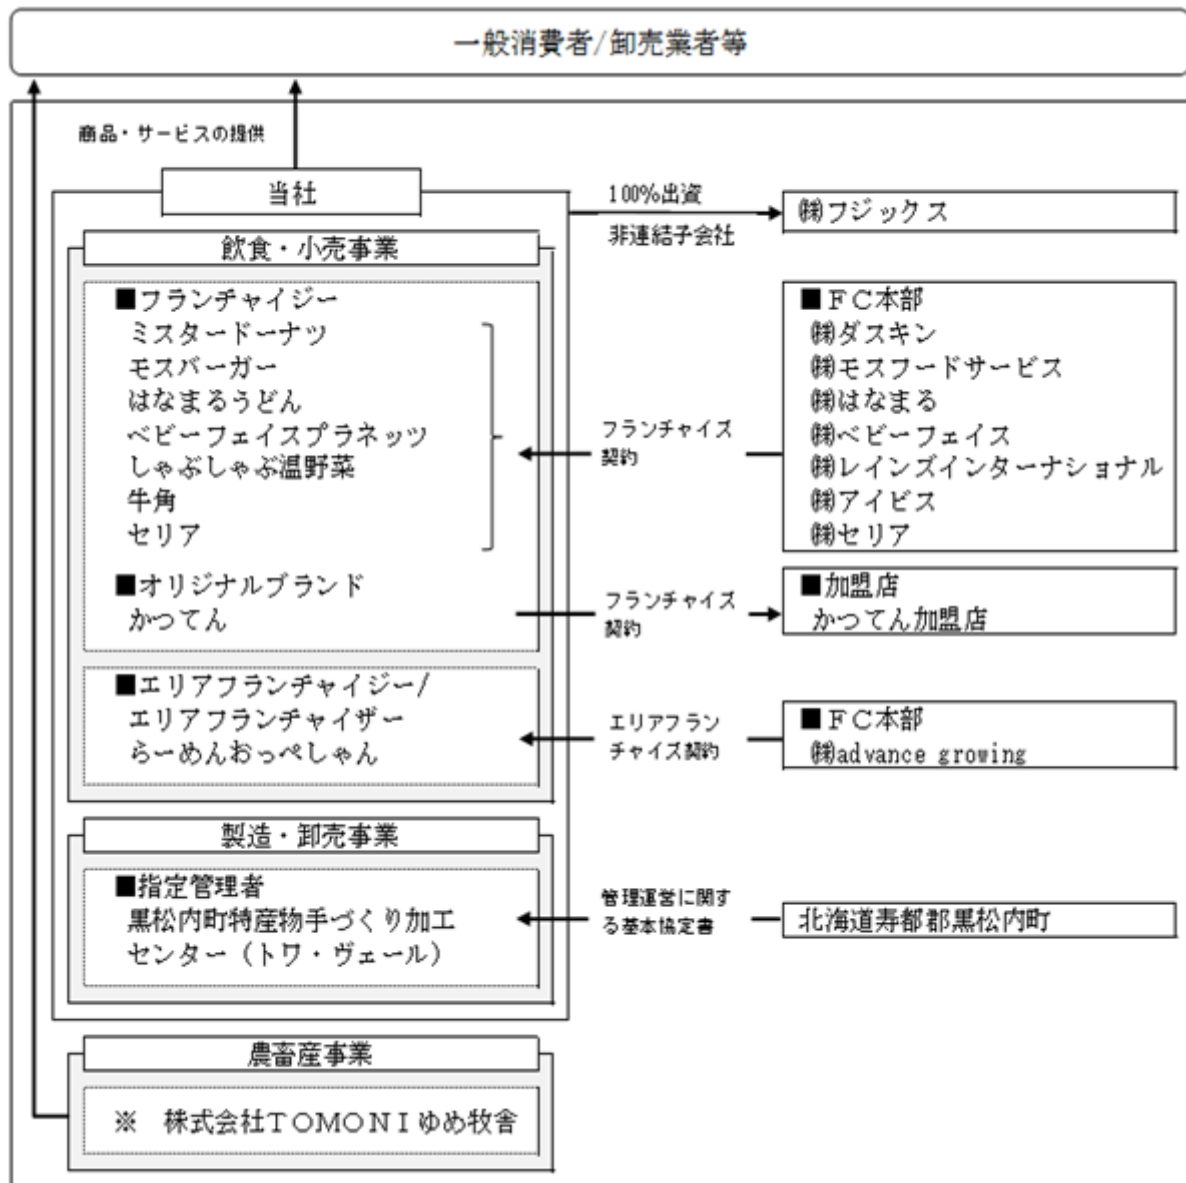 一般消費者/卸売業者等
商品・サービスの提供
当社
100%出資
非連結子会社
㈱フジックス
飲食・小売事業
■フランチャイジー
ミスタードーナツ
モスバーガー
はなまるうどん
ベビーフェイスプラネッツ
しゃぶしゃぶ温野菜
牛角
セリア
フランチャイズ
契約
■ＦＣ本部
㈱ダスキン
㈱モスフードサービス
㈱はなまる
㈱ベビーフェイス
㈱レインズインターナショナル
㈱アイビス
㈱セリア
■オリジナルブランド
かつてん
フランチャイズ
契約
■加盟店
かつてん加盟店
■エリアフランチャイジー/
エリアフランチャイザー
らーめんおっぺしゃん
エリアフラン
チャイズ契約
■ＦＣ本部
㈱advance growing
製造・卸売事業
■指定管理者
黒松内町特産物手づくり加工
センター（トワ・ヴェール）
管理運営に関す
る基本協定書
北海道寿都郡黒松内町
農畜産事業
※　株式会社ＴＯＭＯＮＩゆめ牧舎